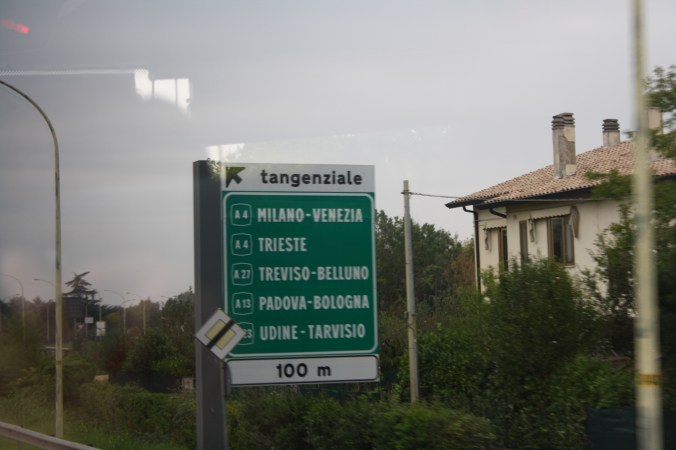 tangenziale
A4 MILANO-VENEZIA
A4 TRIESTE
A27 TREVISO-BELLUNO
A13 PADOVA-BOLOGNA
UDINE-TARVISIO
100 m